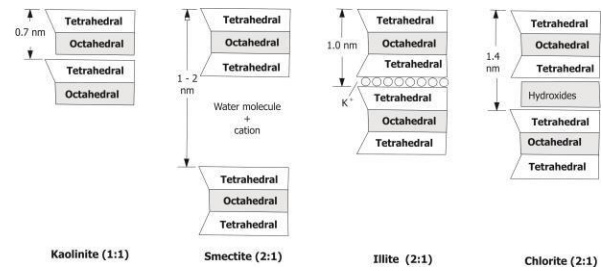 0.7 nm
Tetrahedral
Octahedral
Tetrahedral
Octahedral
Kaolinite (1:1)
1 - 2
nm
Tetrahedral
Octahedral
Tetrahedral
Water molecule
+
cation
Tetrahedral
Octahedral
Tetrahedral
Smectite (2:1)
1.0 nm
Tetrahedral
Octahedral
Tetrahedral
K+
Tetrahedral
Octahedral
Tetrahedral
Illite (2:1)
1.4
nm
Tetrahedral
Octahedral
Tetrahedral
Hydroxides
Tetrahedral
Octahedral
Tetrahedral
Chlorite (2:1)